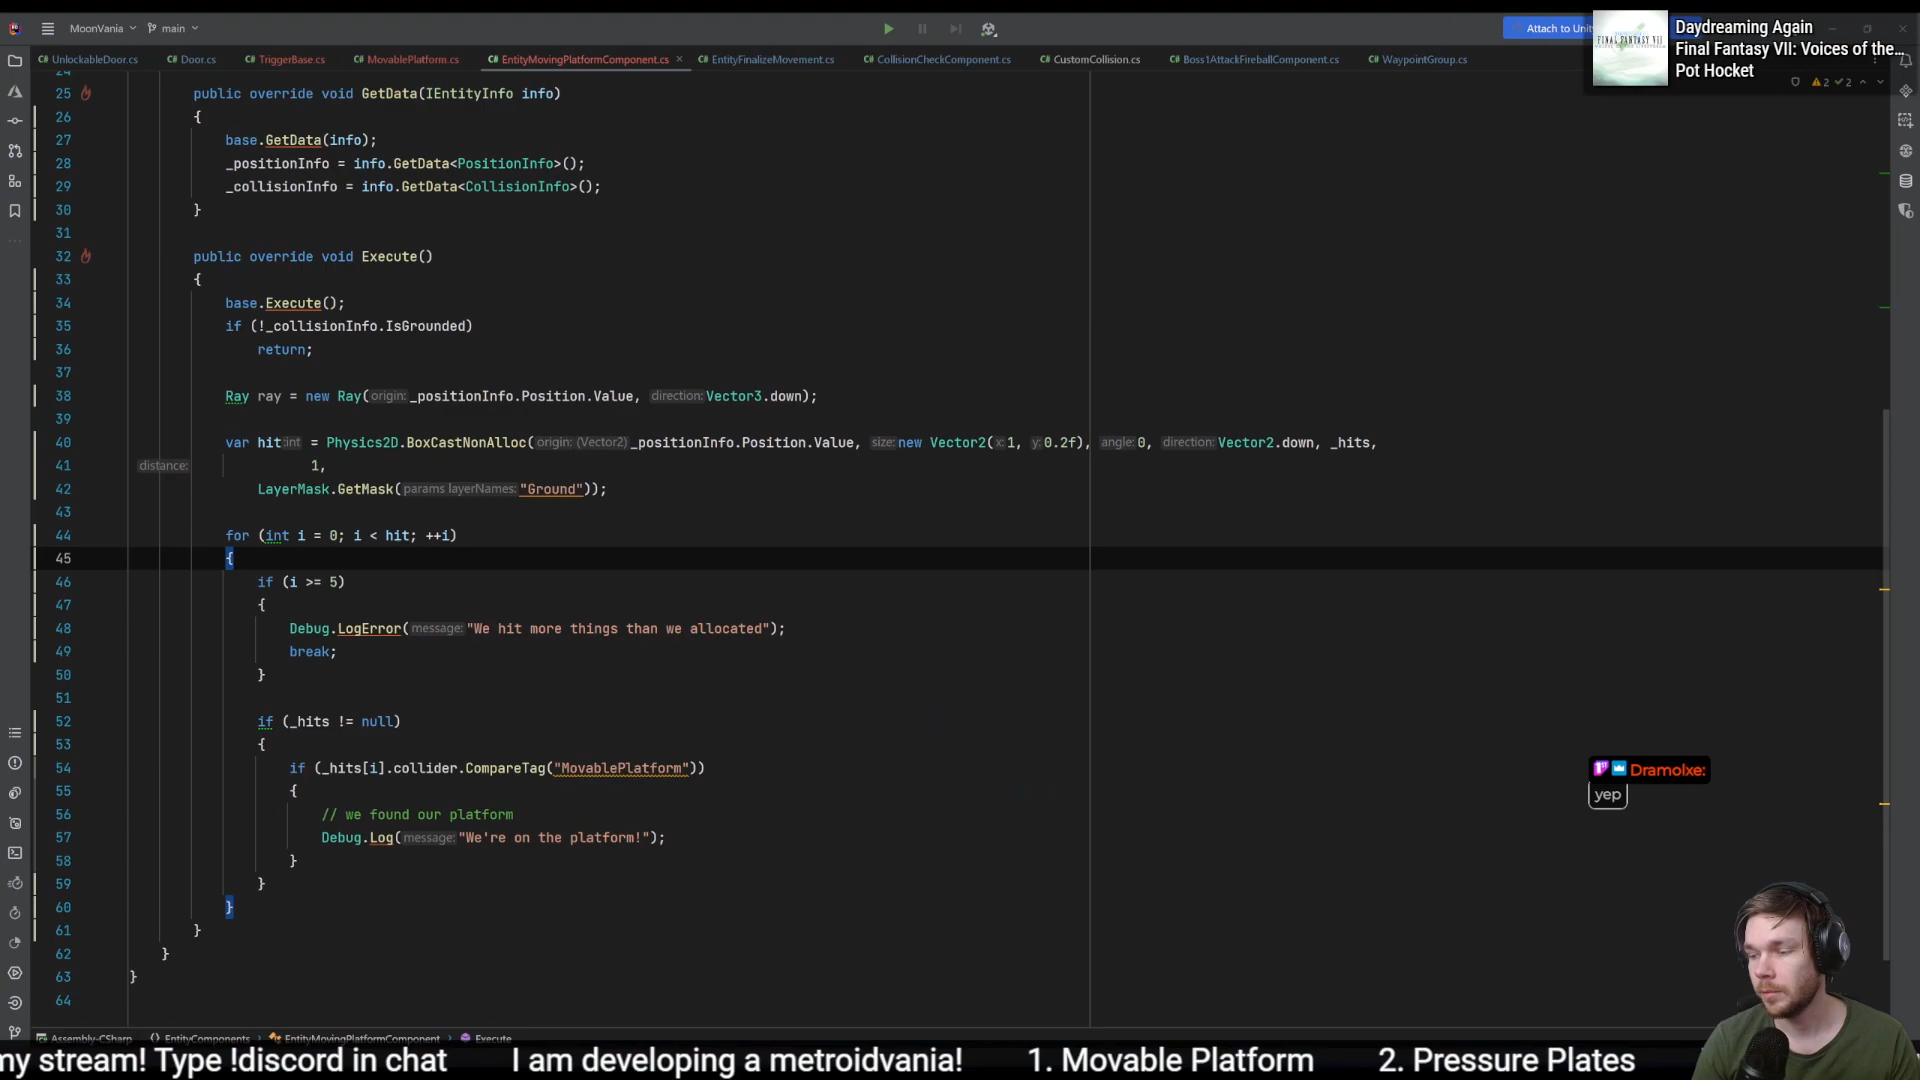 MoonVania
main
Attach to Unit
Daydreaming Again
Final Fantasy VII: Voices of the...
Pot Hocket
FINAL FANTASY VII
UnlockableDoor.cs
Door.cs
TriggerBase.cs
MovablePlatform.cs
EntityMovingPlatformComponent.cs
EntityFinalizeMovement.cs
CollisionCheckComponent.cs
CustomCollision.cs
Boss1AttackFireballComponent.cs
WaypointGroup.cs
2 2
24
25 public override void GetData(IEntityInfo info)
26 {
27 base.GetData(info);
28 _positionInfo = info.GetData<PositionInfo>();
29 _collisionInfo = info.GetData<CollisionInfo>();
30 }
31
32 public override void Execute()
33 {
34 base.Execute();
35 if (!_collisionInfo.IsGrounded)
36 return;
37
38 Ray ray = new Ray(origin: _positionInfo.Position.Value, direction: Vector3.down);
39
40 var hit:int = Physics2D.BoxCastNonAlloc(origin: (Vector2)_positionInfo.Position.Value, size: new Vector2(x: 1, y: 0.2f), angle: 0, direction: Vector2.down, _hits,
41 distance: 1,
42 LayerMask.GetMask(params layerNames: "Ground"));
43
44 for (int i = 0; i < hit; ++i)
45 {
46 if (i >= 5)
47 {
48 Debug.LogError(message: "We hit more things than we allocated");
49 break;
50 }
51
52 if (_hits != null)
53 {
54 if (_hits[i].collider.CompareTag("MovablePlatform"))
55 {
56 // we found our platform
57 Debug.Log(message: "We're on the platform!");
58 }
59 }
60 }
61 }
62 }
63 }
64
Dramolxe:
yep
Assembly-CSharp
EntityComponents
EntityMovingPlatformComponent
Execute
my stream! Type !discord in chat I am developing a metroidvania! 1. Movable Platform 2. Pressure Plates